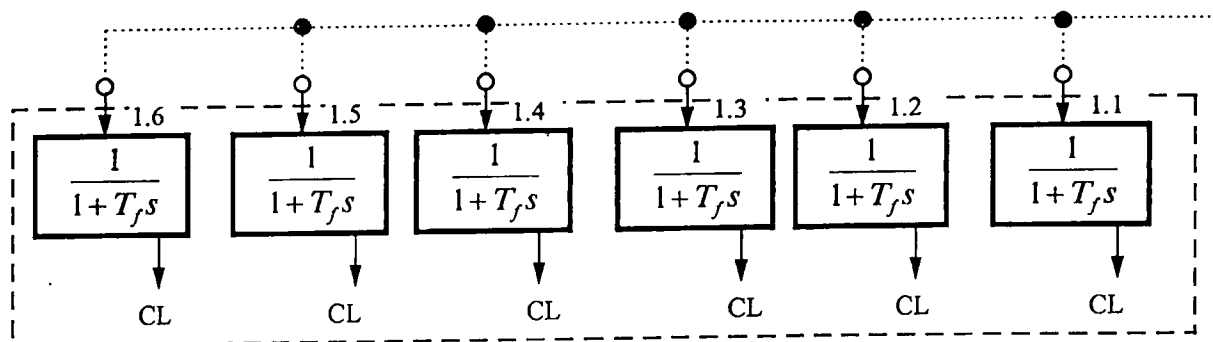 1.6 1.5 1.4 1.3 1.2 1.1
1 1 1 1 1 1
1 + T_f s 1 + T_f s 1 + T_f s 1 + T_f s 1 + T_f s 1 + T_f s
CL CL CL CL CL CL